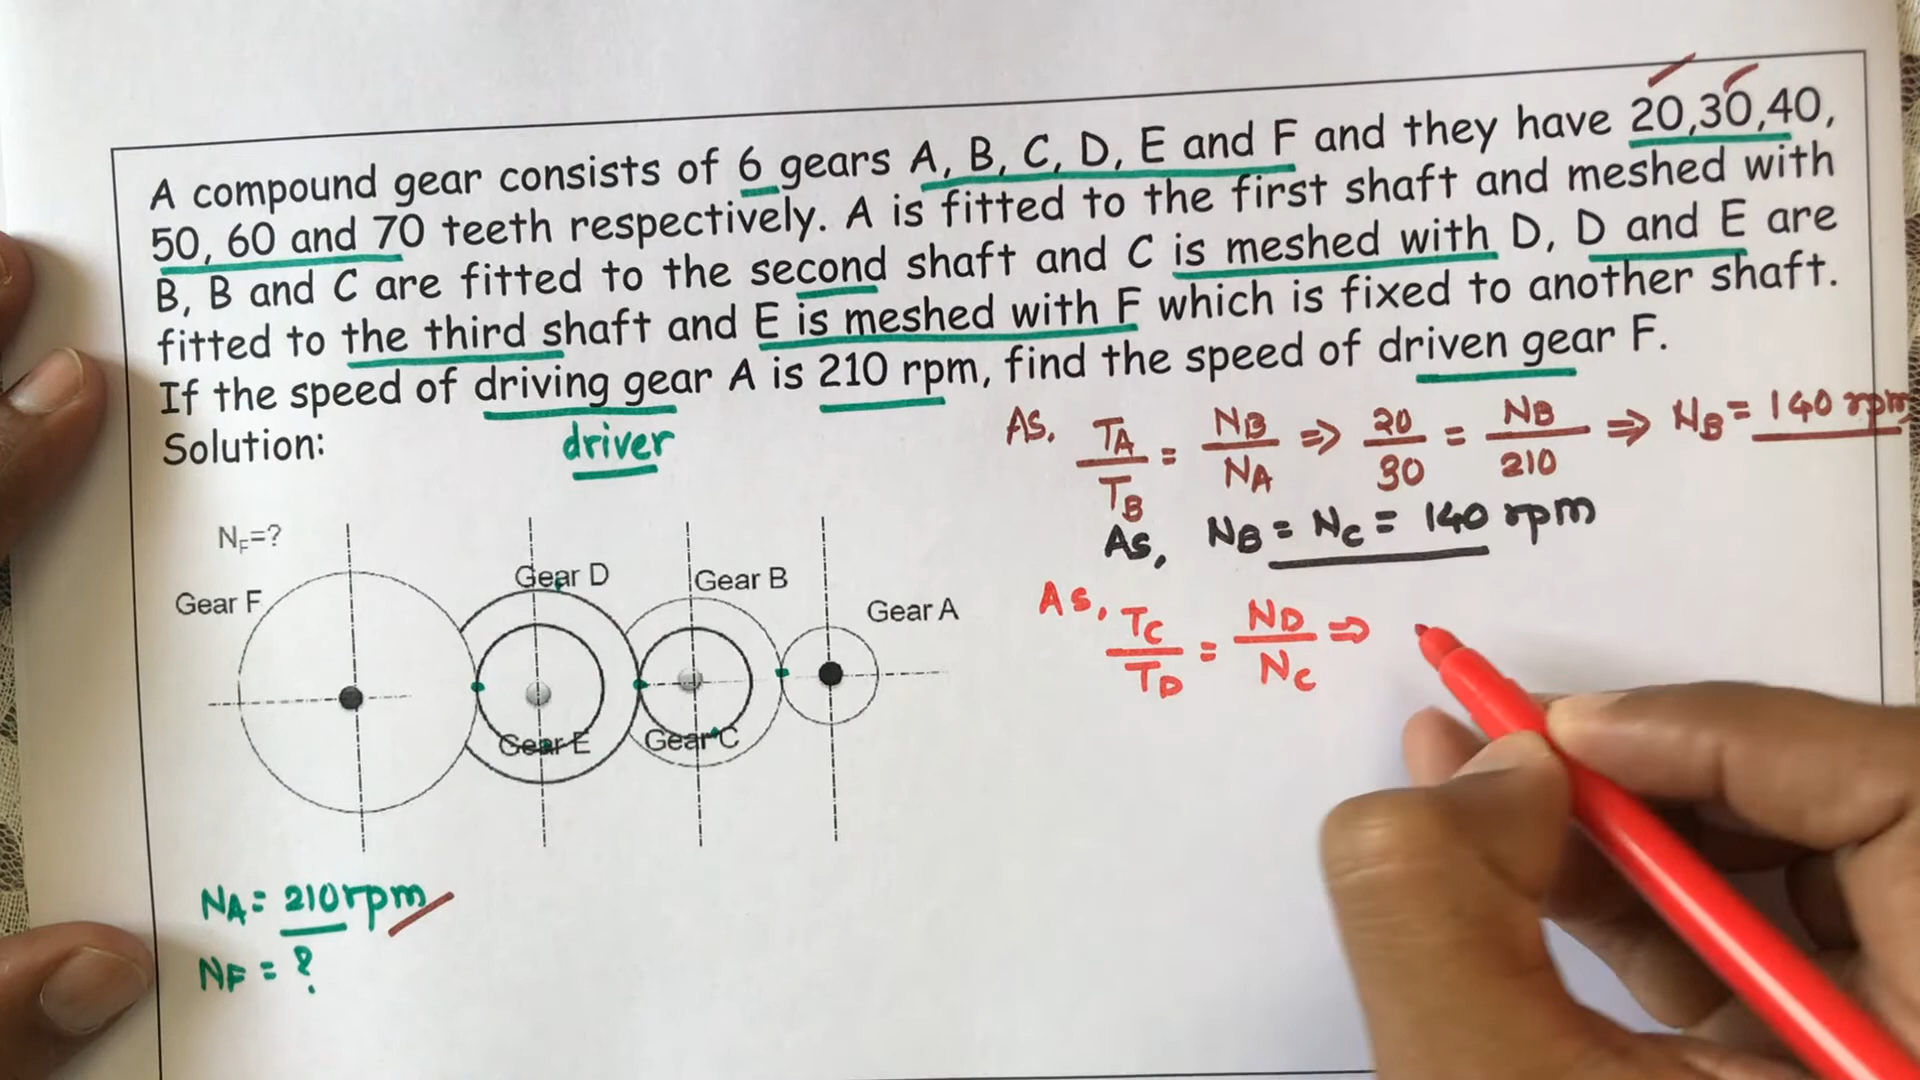 A compound gear consists of 6 gears A, B, C, D, E and F and they have 20,30,40,
50, 60 and 70 teeth respectively. A is fitted to the first shaft and meshed with
B, B and C are fitted to the second shaft and C is meshed with D, D and E are
fitted to the third shaft and E is meshed with F which is fixed to another shaft.
If the speed of driving gear A is 210 rpm, find the speed of driven gear F.
Solution:
driver
As, TA/TB = NB/NA ⇒ 20/30 = NB/210 ⇒ NB = 140 rpm
As, NB = NC = 140 rpm
As, TC/TD = ND/NC ⇒
NF=?
Gear F
Gear D
Gear B
Gear A
Gear E
Gear C
NA = 210 rpm
NF = ?